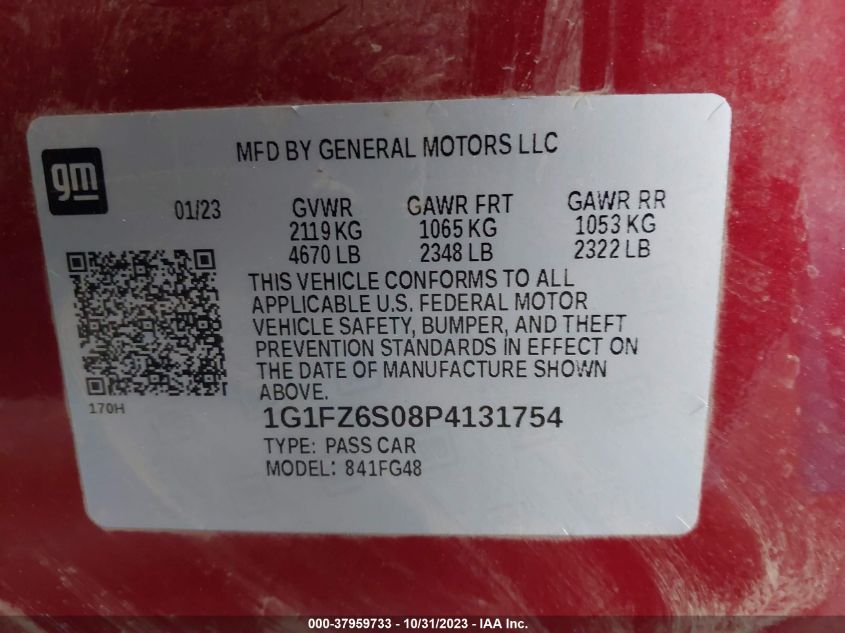 MFD BY GENERAL MOTORS LLC
gm
01/23 GVWR GAWR FRT GAWR RR
2119 KG 1065 KG 1053 KG
4670 LB 2348 LB 2322 LB
THIS VEHICLE CONFORMS TO ALL
APPLICABLE U.S. FEDERAL MOTOR
VEHICLE SAFETY, BUMPER, AND THEFT
PREVENTION STANDARDS IN EFFECT ON
THE DATE OF MANUFACTURE SHOWN
ABOVE.
170H
1G1FZ6S08P4131754
TYPE: PASS CAR
MODEL: 841FG48
000-37959733 - 10/31/2023 - IAA Inc.